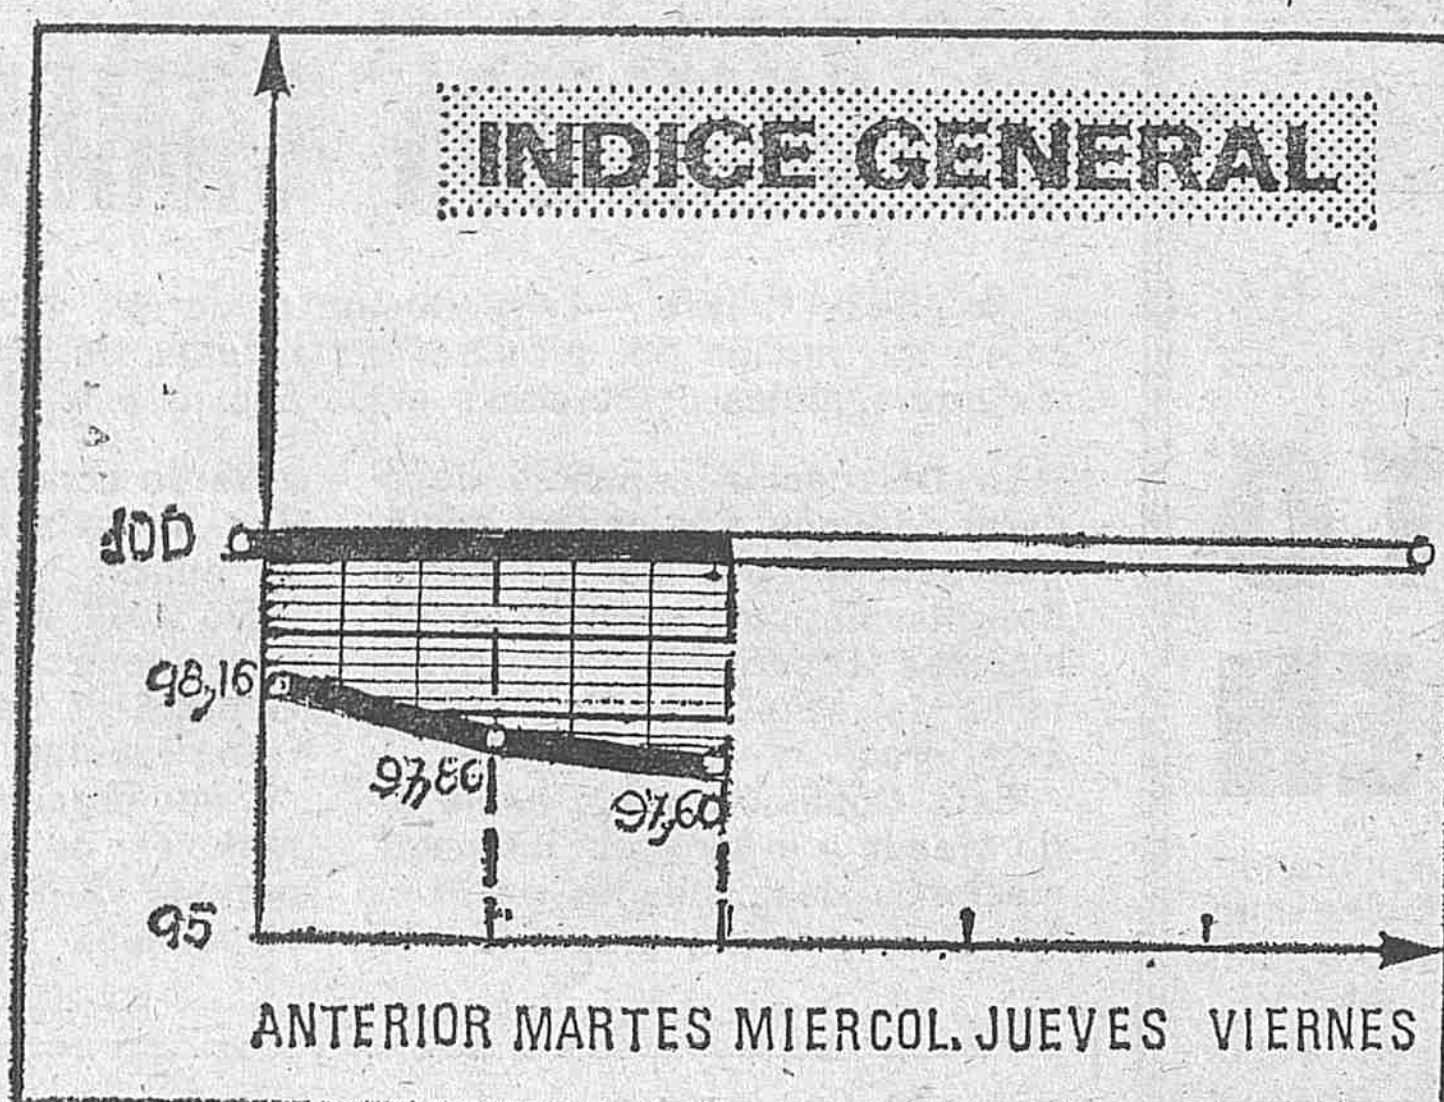 INDICE GENERAL
100
98,16
97,80
97,60
95
ANTERIOR MARTES MIERCOL. JUEVES VIERNES